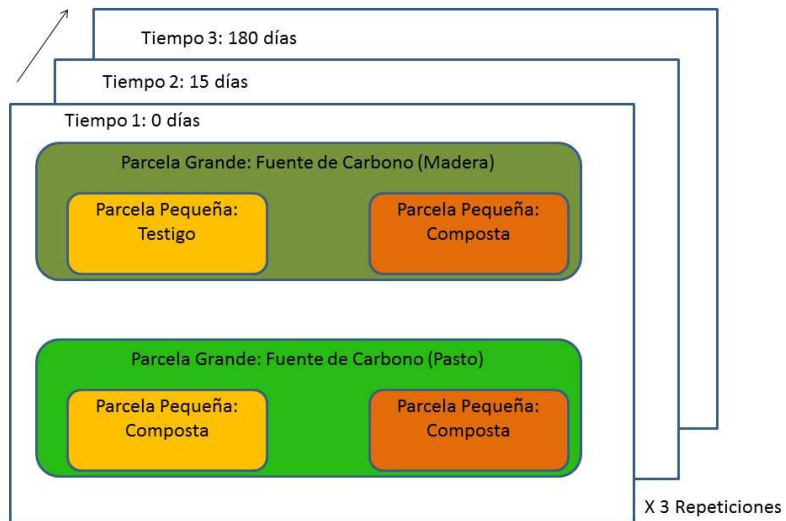 Tiempo 3: 180 días
Tiempo 2: 15 días
Tiempo 1: 0 días
Parcela Grande: Fuente de Carbono (Madera)
Parcela Pequeña:
Testigo
Parcela Pequeña:
Composta
Parcela Grande: Fuente de Carbono (Pasto)
Parcela Pequeña:
Composta
Parcela Pequeña:
Composta
X 3 Repeticiones